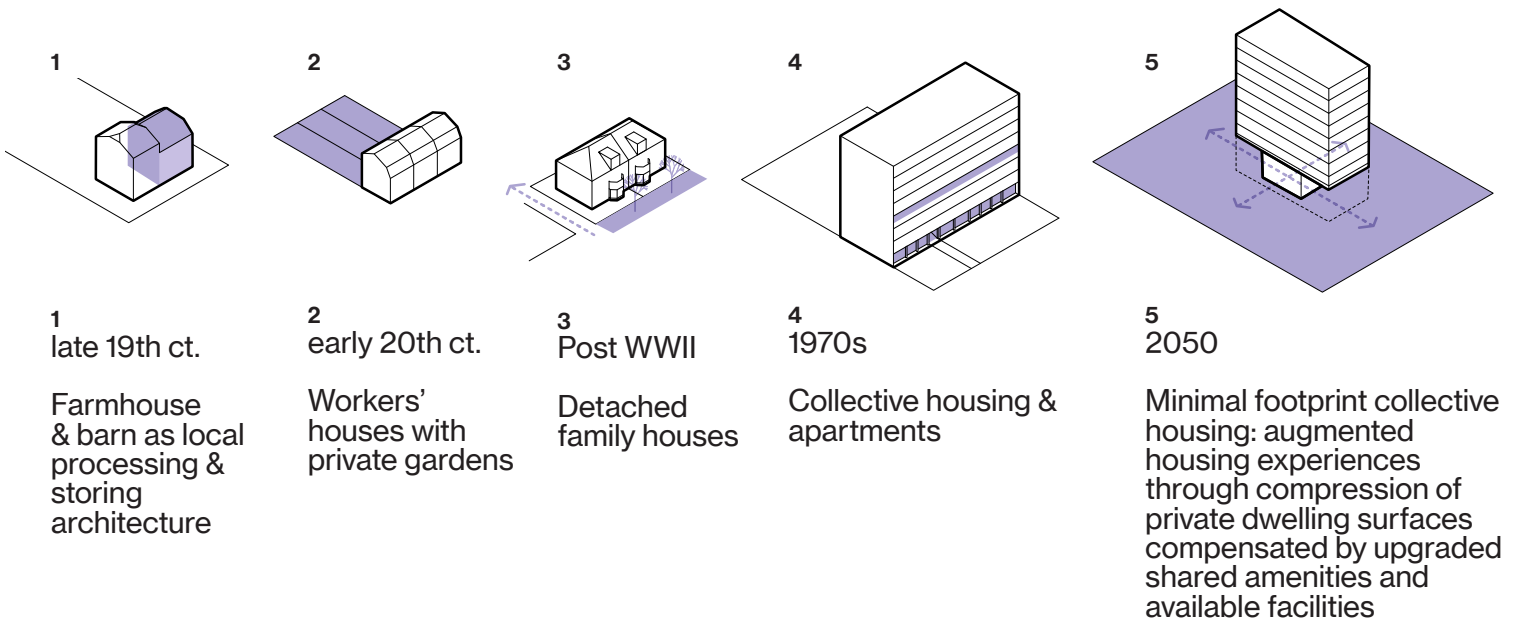 1
2
3
4
5
1
late 19th ct.
Farmhouse
& barn as local
processing &
storing
architecture
2
early 20th ct.
Workers’
houses with
private gardens
3
Post WWII
Detached
family houses
4
1970s
Collective housing &
apartments
5
2050
Minimal footprint collective
housing: augmented
housing experiences
through compression of
private dwelling surfaces
compensated by upgraded
shared amenities and
available facilities